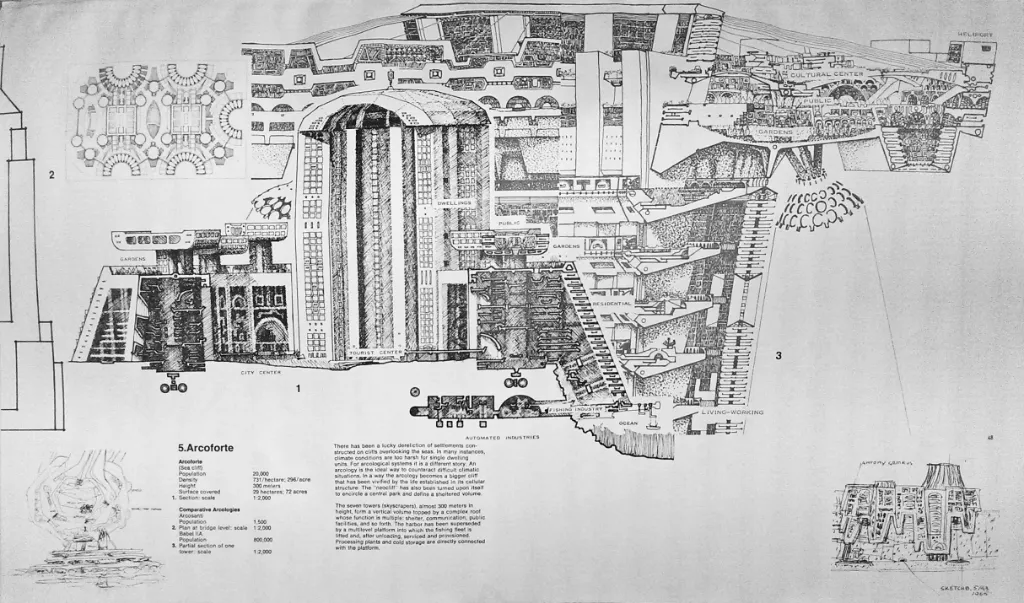 HELIPORT
CULTURAL CENTER
PUBLIC
GARDENS
2
DWELLINGS
PUBLIC
GARDENS
GARDENS
RESIDENTIAL
TOURIST CENTER
3
CITY CENTER
1
FISHING INDUSTRY
LIVING-WORKING
OCEAN
AUTOMATED INDUSTRIES
5.Arcoforte
Arcoforte
(Sea cliff)
Population 20,000
Density 731/hectare; 296/acre
Height 300 meters
Surface covered 29 hectares; 72 acres
1. Section: scale 1:2,000
Comparative Arcologies
Arcosanti
Population 1,500
2. Plan at bridge level: scale 1:2,000
Babel IIA
Population 800,000
3. Partial section of one
tower: scale 1:2,000
There has been a lucky dereliction of settlements con-
structed on cliffs overlooking the seas. In many instances,
climate conditions are too harsh for single dwelling
units. For arcological systems it is a different story. An
arcology is the ideal way to counteract difficult climatic
situations. In a way the arcology becomes a bigger cliff
that has been vivified by the life established in its cellular
structure. The "neocliff" has also been turned upon itself
to encircle a central park and define a sheltered volume.
The seven towers (skyscrapers), almost 300 meters in
height, form a vertical volume topped by a complex roof
whose function is multiple: shelter, communication, public
facilities, and so forth. The harbor has been superseded
by a multilevel platform into which the fishing fleet is
lifted and, after unloading, serviced and provisioned.
Processing plants and cold storage are directly connected
with the platform.